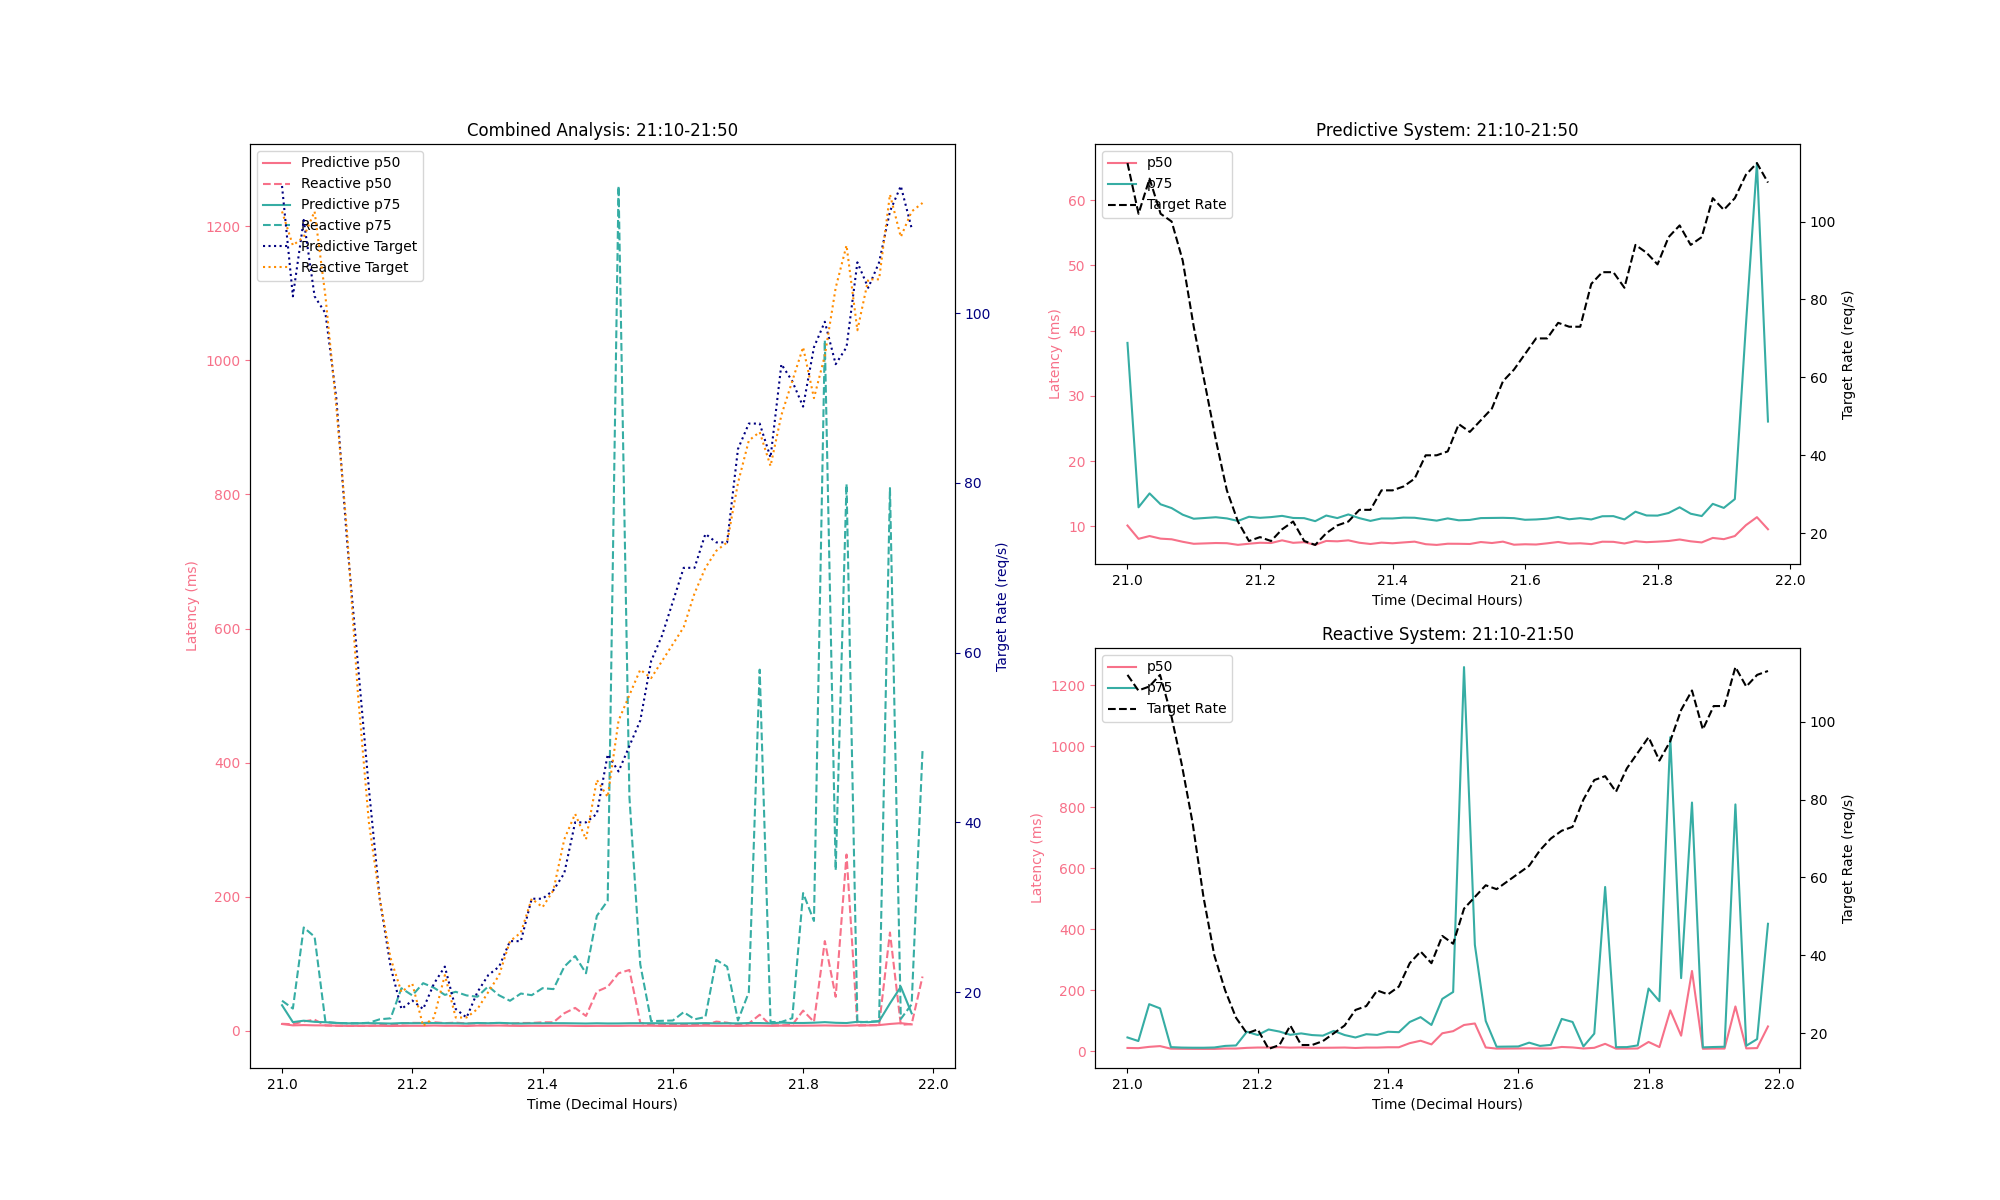 Combined Analysis: 21:10-21:50
Predictive p50
Reactive p50
Predictive p75
Reactive p75
Predictive Target
Reactive Target
1200
1000
800
600
400
200
0
Latency (ms)
100
80
60
40
20
Target Rate (req/s)
21.0 21.2 21.4 21.6 21.8 22.0
Time (Decimal Hours)
Predictive System: 21:10-21:50
p50
p75
Target Rate
60
50
40
30
20
10
Latency (ms)
100
80
60
40
20
Target Rate (req/s)
21.0 21.2 21.4 21.6 21.8 22.0
Time (Decimal Hours)
Reactive System: 21:10-21:50
p50
p75
Target Rate
1200
1000
800
600
400
200
0
Latency (ms)
100
80
60
40
20
Target Rate (req/s)
21.0 21.2 21.4 21.6 21.8 22.0
Time (Decimal Hours)